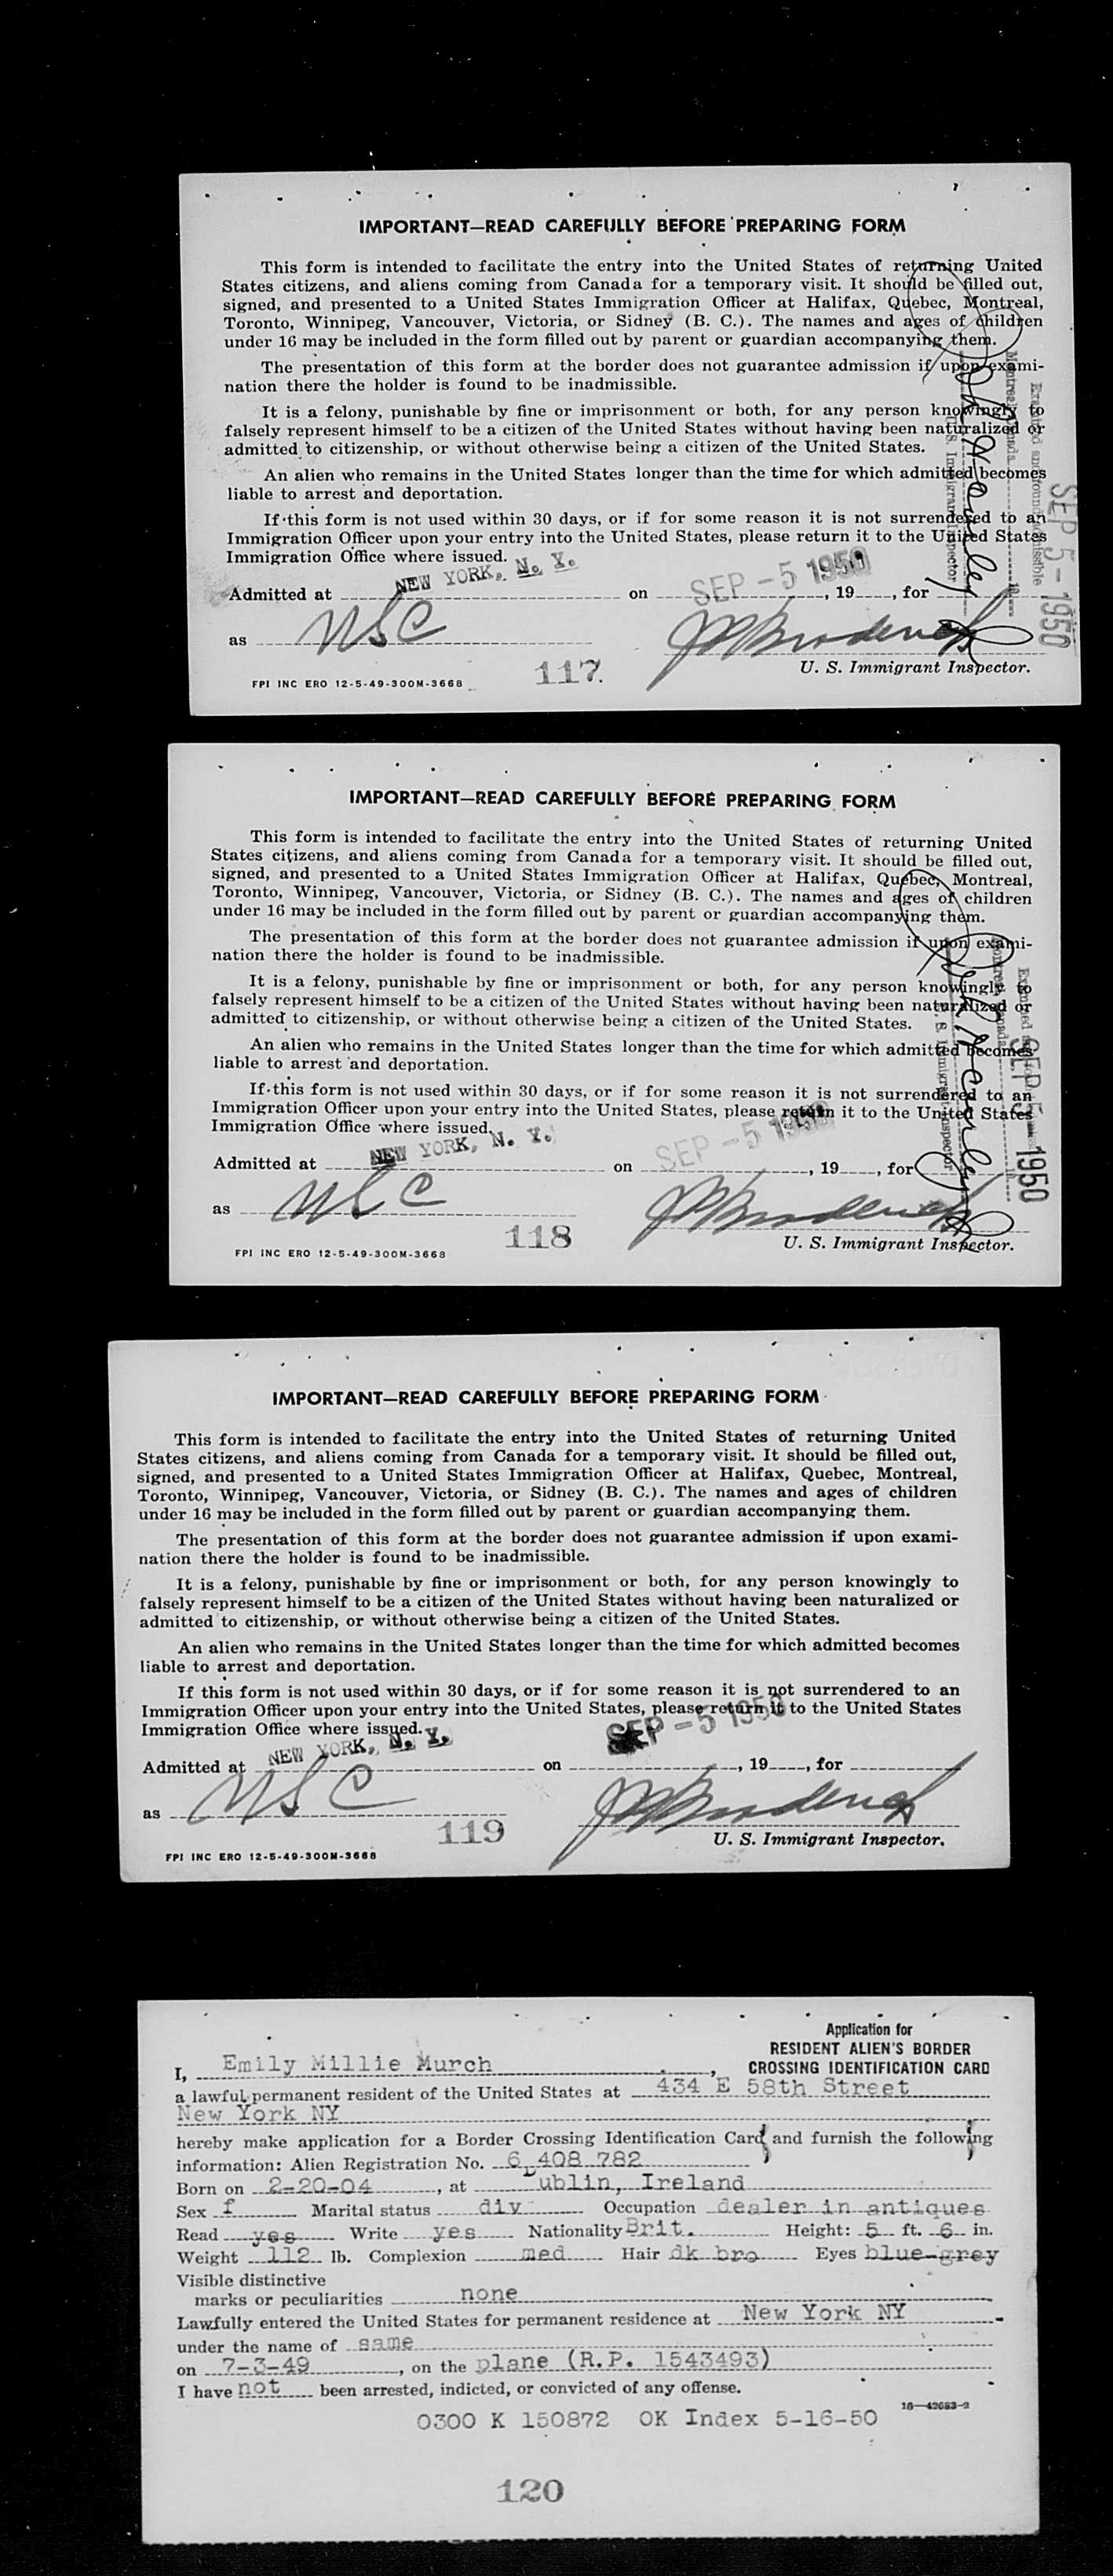 IMPORTANT—READ CAREFULLY BEFORE PREPARING FORM
This form is intended to facilitate the entry into the United States of returning United
States citizens, and aliens coming from Canada for a temporary visit. It should be filled out,
signed, and presented to a United States Immigration Officer at Halifax, Quebec, Montreal,
Toronto, Winnipeg, Vancouver, Victoria, or Sidney (B. C.). The names and ages of children
under 16 may be included in the form filled out by parent or guardian accompanying them.
The presentation of this form at the border does not guarantee admission if upon exami-
nation there the holder is found to be inadmissible.
It is a felony, punishable by fine or imprisonment or both, for any person knowingly to
falsely represent himself to be a citizen of the United States without having been naturalized or
admitted to citizenship, or without otherwise being a citizen of the United States.
An alien who remains in the United States longer than the time for which admitted becomes
liable to arrest and deportation.
If this form is not used within 30 days, or if for some reason it is not surrendered to an
Immigration Officer upon your entry into the United States, please return it to the United States
Immigration Office where issued.
Admitted at NEW YORK, N. Y. on SEP - 5 1950, 19, for
as USC
U. S. Immigrant Inspector.
FPI INC ERO 12-5-49-300M-3668
117
Examined and found admissible
Montreal, Canada
U. S. Immigrant Inspector
SEP 5 - 1950
IMPORTANT—READ CAREFULLY BEFORE PREPARING FORM
This form is intended to facilitate the entry into the United States of returning United
States citizens, and aliens coming from Canada for a temporary visit. It should be filled out,
signed, and presented to a United States Immigration Officer at Halifax, Quebec, Montreal,
Toronto, Winnipeg, Vancouver, Victoria, or Sidney (B. C.). The names and ages of children
under 16 may be included in the form filled out by parent or guardian accompanying them.
The presentation of this form at the border does not guarantee admission if upon exami-
nation there the holder is found to be inadmissible.
It is a felony, punishable by fine or imprisonment or both, for any person knowingly to
falsely represent himself to be a citizen of the United States without having been naturalized or
admitted to citizenship, or without otherwise being a citizen of the United States.
An alien who remains in the United States longer than the time for which admitted becomes
liable to arrest and deportation.
If this form is not used within 30 days, or if for some reason it is not surrendered to an
Immigration Officer upon your entry into the United States, please return it to the United States
Immigration Office where issued.
Admitted at NEW YORK, N. Y. on SEP - 5 1950, 19, for
as USC
U. S. Immigrant Inspector.
FPI INC ERO 12-5-49-300M-3668
118
Montreal, Canada
U. S. Immigrant Inspector
SEP 5 - 1950
IMPORTANT—READ CAREFULLY BEFORE PREPARING FORM
This form is intended to facilitate the entry into the United States of returning United
States citizens, and aliens coming from Canada for a temporary visit. It should be filled out,
signed, and presented to a United States Immigration Officer at Halifax, Quebec, Montreal,
Toronto, Winnipeg, Vancouver, Victoria, or Sidney (B. C.). The names and ages of children
under 16 may be included in the form filled out by parent or guardian accompanying them.
The presentation of this form at the border does not guarantee admission if upon exami-
nation there the holder is found to be inadmissible.
It is a felony, punishable by fine or imprisonment or both, for any person knowingly to
falsely represent himself to be a citizen of the United States without having been naturalized or
admitted to citizenship, or without otherwise being a citizen of the United States.
An alien who remains in the United States longer than the time for which admitted becomes
liable to arrest and deportation.
If this form is not used within 30 days, or if for some reason it is not surrendered to an
Immigration Officer upon your entry into the United States, please return it to the United States
Immigration Office where issued.
Admitted at NEW YORK, N. Y. on SEP - 5 1950, 19, for
as USC
U. S. Immigrant Inspector.
FPI INC ERO 12-5-49-300M-3668
119
Application for
RESIDENT ALIEN'S BORDER
CROSSING IDENTIFICATION CARD
I, Emily Millie Murch,
a lawful permanent resident of the United States at 434 E 58th Street
New York NY
hereby make application for a Border Crossing Identification Card and furnish the following
information: Alien Registration No. 6 408 782
Born on 2-20-04, at Dublin, Ireland
Sex f Marital status div Occupation dealer in antiques
Read yes Write yes Nationality Brit. Height: 5 ft. 6 in.
Weight 112 lb. Complexion med Hair dk bro Eyes blue-grey
Visible distinctive
marks or peculiarities none
Lawfully entered the United States for permanent residence at New York NY
under the name of same
on 7-3-49, on the plane (R.P. 1543493)
I have not been arrested, indicted, or convicted of any offense.
16—42683-2
0300 K 150872 OK Index 5-16-50
120